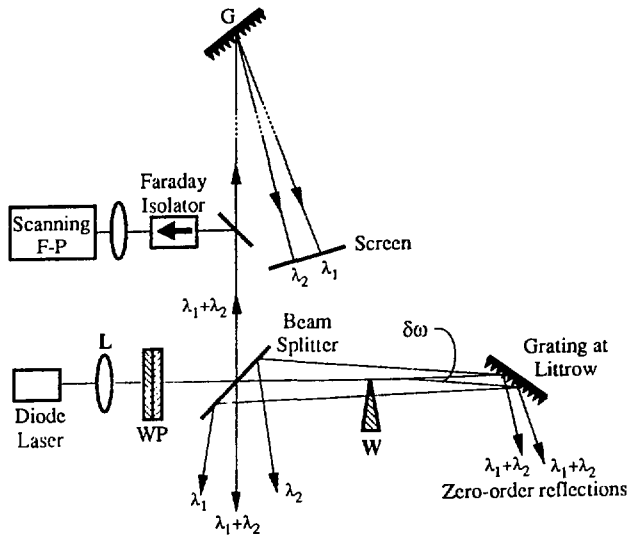 G
Faraday
Isolator
Scanning
F-P
Screen
λ2 λ1
λ1+λ2
Beam
Splitter
δω
Grating at
Littrow
L
Diode
Laser
WP
W
λ1
λ2
λ1+λ2
λ1+λ2 λ1+λ2
Zero-order reflections